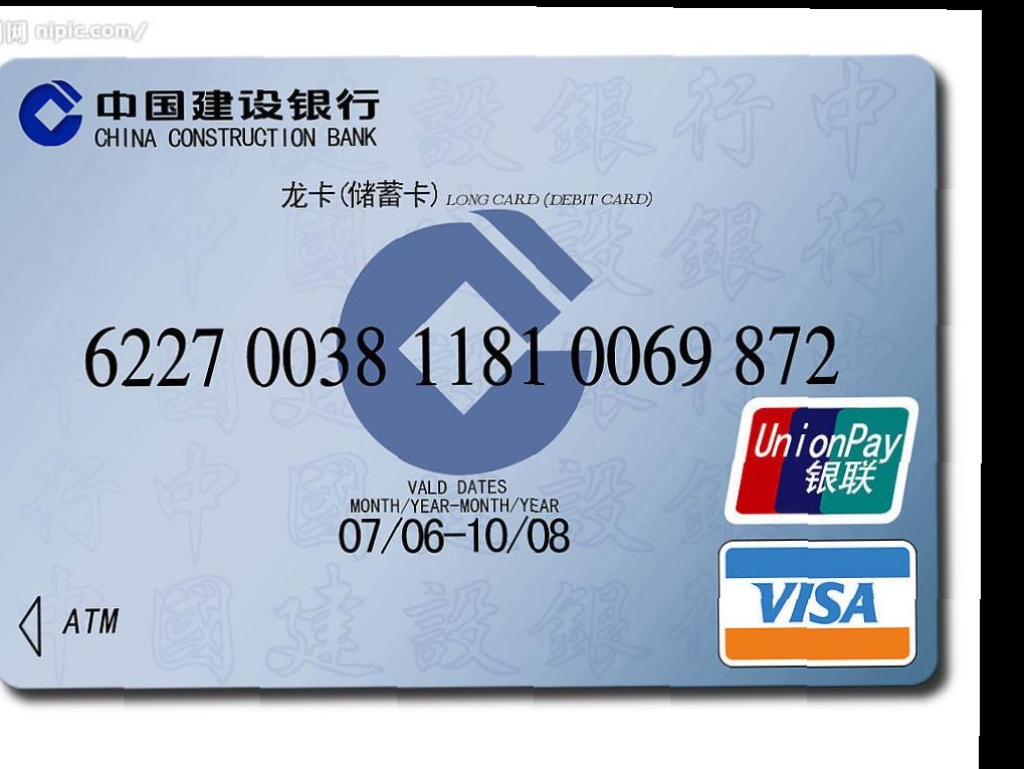 网 nipic.com/
中国建设银行
CHINA CONSTRUCTION BANK
龙卡(储蓄卡) LONG CARD (DEBIT CARD)
6227 0038 1181 0069 872
UnionPay
银联
VALD DATES
MONTH/YEAR-MONTH/YEAR
07/06-10/08
VISA
ATM